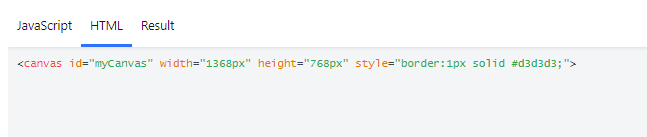 JavaScript HTML Result
<canvas id="myCanvas" width="1368px" height="768px" style="border:1px solid #d3d3d3;">